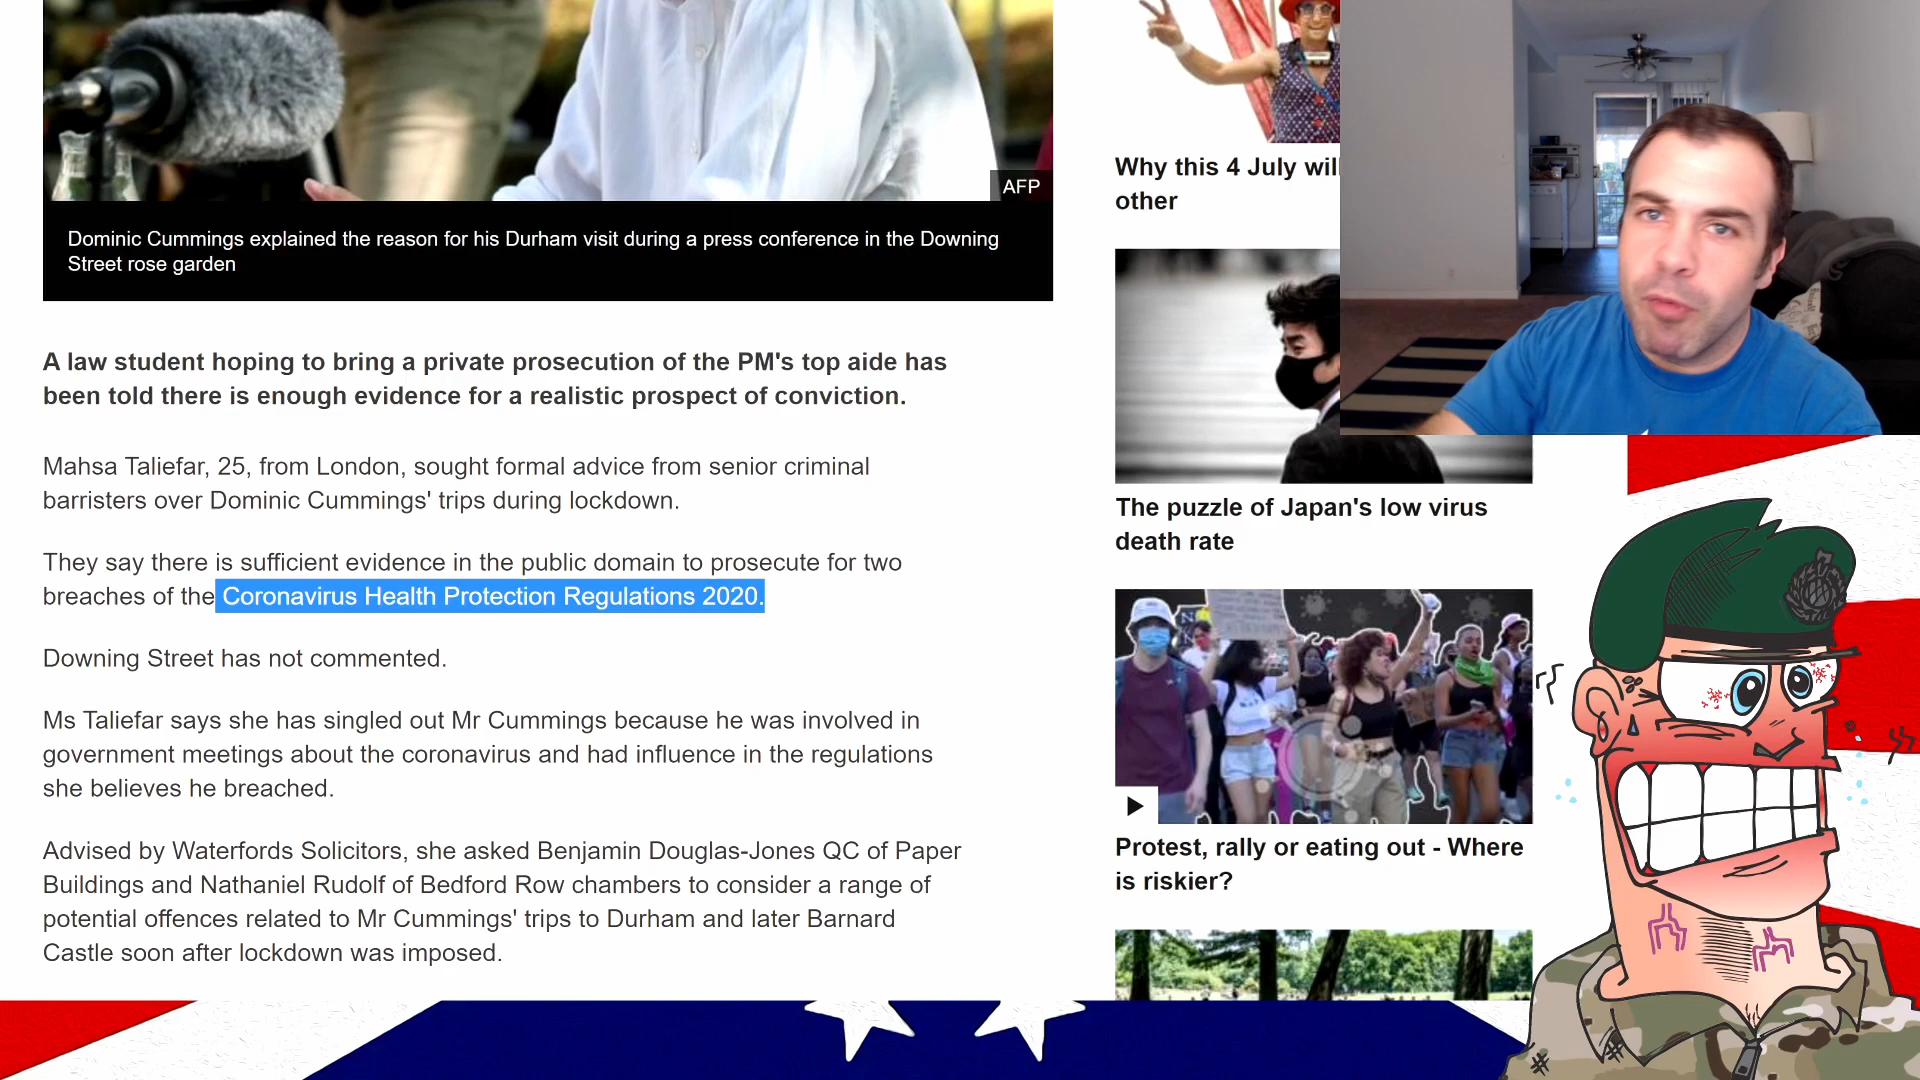 AFP
Dominic Cummings explained the reason for his Durham visit during a press conference in the Downing
Street rose garden
A law student hoping to bring a private prosecution of the PM's top aide has
been told there is enough evidence for a realistic prospect of conviction.
Mahsa Taliefar, 25, from London, sought formal advice from senior criminal
barristers over Dominic Cummings' trips during lockdown.
They say there is sufficient evidence in the public domain to prosecute for two
breaches of the Coronavirus Health Protection Regulations 2020.
Downing Street has not commented.
Ms Taliefar says she has singled out Mr Cummings because he was involved in
government meetings about the coronavirus and had influence in the regulations
she believes he breached.
Advised by Waterfords Solicitors, she asked Benjamin Douglas-Jones QC of Paper
Buildings and Nathaniel Rudolf of Bedford Row chambers to consider a range of
potential offences related to Mr Cummings' trips to Durham and later Barnard
Castle soon after lockdown was imposed.
Why this 4 July will
other
The puzzle of Japan's low virus
death rate
Protest, rally or eating out - Where
is riskier?